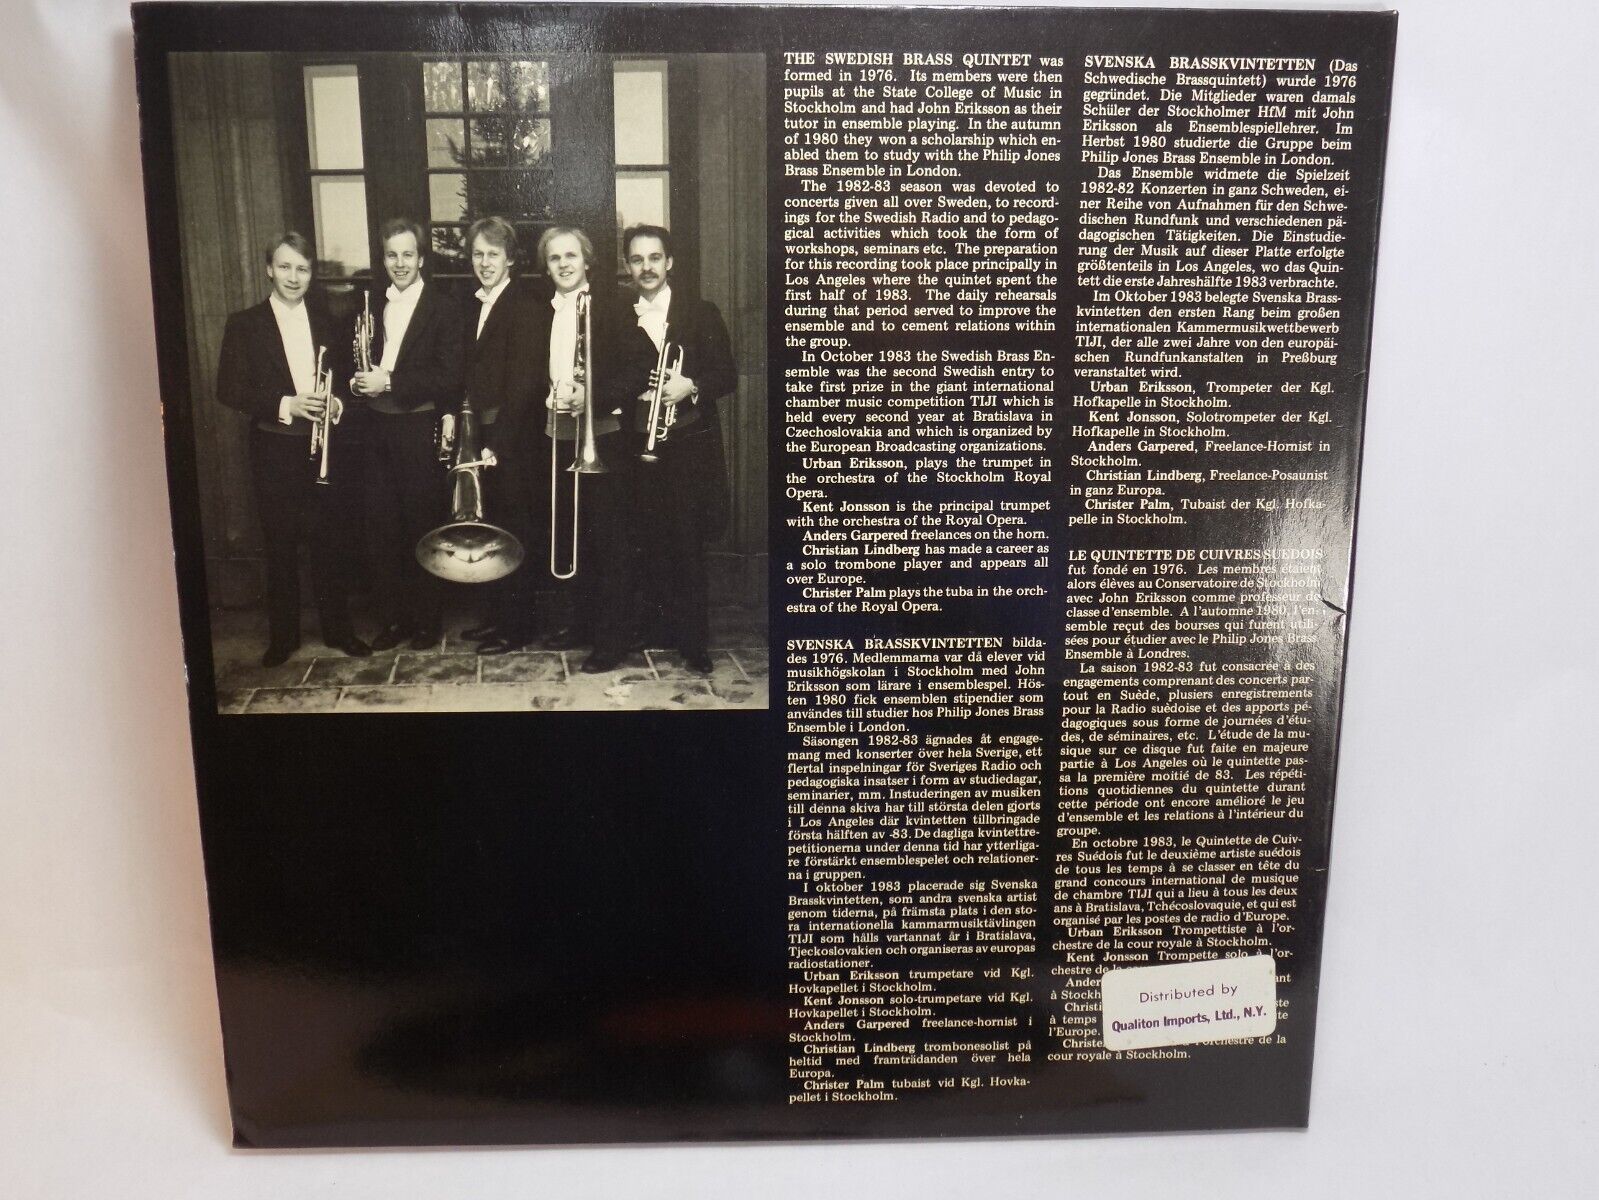 THE SWEDISH BRASS QUINTET was
formed in 1976. Its members were then
pupils at the State College of Music in
Stockholm and had John Eriksson as their
tutor in ensemble playing. In the autumn
of 1980 they won a scholarship which en-
abled them to study with the Philip Jones
Brass Ensemble in London.
The 1982-83 season was devoted to
concerts given all over Sweden, to record-
ings for the Swedish Radio and to pedago-
gical activities which took the form of
workshops, seminars etc. The preparation
for this recording took place principally in
Los Angeles where the quintet spent the
first half of 1983. The daily rehearsals
during that period served to improve the
ensemble and to cement relations within
the group.
In October 1983 the Swedish Brass En-
semble was the second Swedish entry to
take first prize in the giant international
chamber music competition TIJI which is
held every second year at Bratislava in
Czechoslovakia and which is organized by
the European Broadcasting organizations.
Urban Eriksson, plays the trumpet in
the orchestra of the Stockholm Royal
Opera.
Kent Jonsson is the principal trumpet
with the orchestra of the Royal Opera.
Anders Garpered freelances on the horn.
Christian Lindberg has made a career as
a solo trombone player and appears all
over Europe.
Christer Palm plays the tuba in the orch-
estra of the Royal Opera.
SVENSKA BRASSKVINTETTEN bilda-
des 1976. Medlemmarna var då elever vid
musikhögskolan i Stockholm med John
Eriksson som lärare i ensemblespel. Hös-
ten 1980 fick ensemblen stipendier som
användes till studier hos Philip Jones Brass
Ensemble i London.
Säsongen 1982-83 ägnades åt engage-
mang med konserter över hela Sverige, ett
flertal inspelningar för Sveriges Radio och
pedagogiska insatser i form av studiedagar,
seminarier, mm. Instuderingen av musiken
till denna skiva har till största delen gjorts
i Los Angeles där kvintetten tillbringade
första hälften av -83. De dagliga kvintettre-
petitionerna under denna tid har ytterliga-
re förstärkt ensemblespelet och relationer-
na i gruppen.
I oktober 1983 placerade sig Svenska
Brasskvintetten, som andra svenska artist
genom tiderna, på främsta plats i den sto-
ra internationella kammarmusiktävlingen
TIJI som hålls vartannat år i Bratislava,
Tjeckoslovakien och organiseras av europas
radiostationer.
Urban Eriksson trumpetare vid Kgl.
Hovkapellet i Stockholm.
Kent Jonsson solo-trumpetare vid Kgl.
Hovkapellet i Stockholm.
Anders Garpered freelance-hornist i
Stockholm.
Christian Lindberg trombonesolist på
heltid med framträdanden över hela
Europa.
Christer Palm tubaist vid Kgl. Hovka-
pellet i Stockholm.
SVENSKA BRASSKVINTETTEN (Das
Schwedische Brassquintett) wurde 1976
gegründet. Die Mitglieder waren damals
Schüler der Stockholmer HfM mit John
Eriksson als Ensemblespiellehrer. Im
Herbst 1980 studierte die Gruppe beim
Philip Jones Brass Ensemble in London.
Das Ensemble widmete die Spielzeit
1982-82 Konzerten in ganz Schweden, ei-
ner Reihe von Aufnahmen für den Schwe-
dischen Rundfunk und verschiedenen pä-
dagogischen Tätigkeiten. Die Einstudie-
rung der Musik auf dieser Platte erfolgte
größtenteils in Los Angeles, wo das Quin-
tett die erste Jahreshälfte 1983 verbrachte.
Im Oktober 1983 belegte Svenska Brass-
kvintetten den ersten Rang beim großen
internationalen Kammermusikwettbewerb
TIJI, der alle zwei Jahre von den europäi-
schen Rundfunkanstalten in Preßburg
veranstaltet wird.
Urban Eriksson, Trompeter der Kgl.
Hofkapelle in Stockholm.
Kent Jonsson, Solotrompeter der Kgl.
Hofkapelle in Stockholm.
Anders Garpered, Freelance-Hornist in
Stockholm.
Christian Lindberg, Freelance-Posaunist
in ganz Europa.
Christer Palm, Tubaist der Kgl. Hofka-
pelle in Stockholm.
LE QUINTETTE DE CUIVRES SUEDOIS
fut fondé en 1976. Les membres étaient
alors élèves au Conservatoire de Stockholm
avec John Eriksson comme professeur de
classe d'ensemble. A l'automne 1980, l'en-
semble reçut des bourses qui furent utili-
sées pour étudier avec le Philip Jones Brass
Ensemble à Londres.
La saison 1982-83 fut consacrée à des
engagements comprenant des concerts par-
tout en Suède, plusiers enregistrements
pour la Radio suèdoise et des apports pé-
dagogiques sous forme de journées d'étu-
des, de séminaires, etc. L'étude de la mu-
sique sur ce disque fut faite en majeure
partie à Los Angeles où le quintette pas-
sa la première moitié de 83. Les répéti-
tions quotidiennes du quintette durant
cette période ont encore amélioré le jeu
d'ensemble et les relations à l'intérieur du
groupe.
En octobre 1983, le Quintette de Cuiv-
res Suédois fut le deuxième artiste suédois
de tous les temps à se classer en tête du
grand concours international de musique
de chambre TIJI qui a lieu à tous les deux
ans à Bratislava, Tchécoslovaquie, et qui est
organisé par les postes de radio d'Europe.
Urban Eriksson Trompettiste à l'or-
chestre de la cour royale à Stockholm.
Kent Jonsson Trompette solo à l'or-
chestre de
à temps
l'Europe.
l'orchestre de la
cour royale à Stockholm.
Distributed by
Qualiton Imports, Ltd., N.Y.